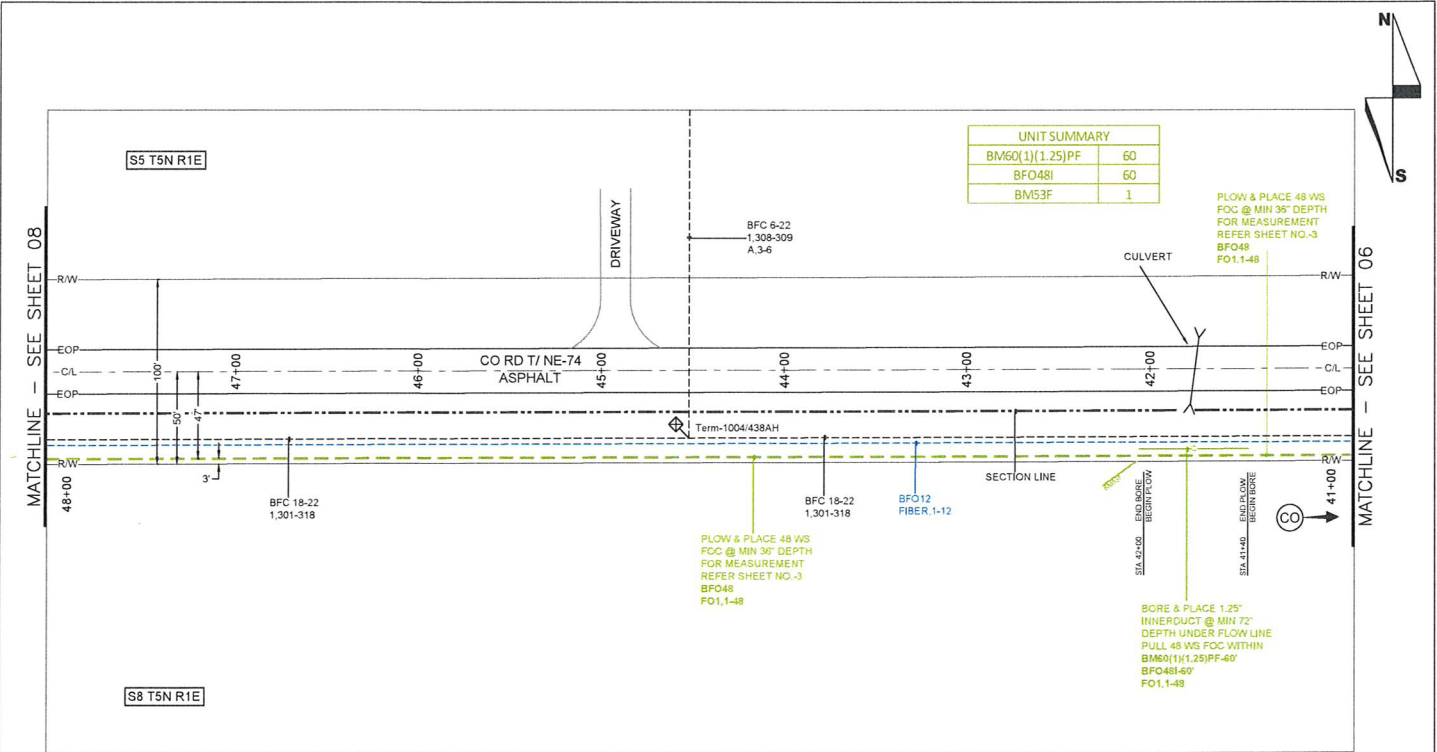 N
S
S5 T5N R1E
UNIT SUMMARY
BM60(1)(1.25)PF 60
BFO48I 60
BM53F 1
PLOW & PLACE 48 WS
FOC @ MIN 36" DEPTH
FOR MEASUREMENT
REFER SHEET NO.-3
BFO48
FO1,1-48
MATCHLINE - SEE SHEET 08
DRIVEWAY
BFC 6-22
1,308-309
A,3-6
CULVERT
MATCHLINE - SEE SHEET 06
R/W
R/W
EOP
EOP
C/L
C/L
EOP
EOP
R/W
R/W
100'
50'
47'
3'
48+00
47+00
46+00
CO RD T/ NE-74
ASPHALT
45+00
44+00
43+00
42+00
41+00
Term-1004/438AH
BFC 18-22
1,301-318
BFC 18-22
1,301-318
BFO12
FIBER,1-12
SECTION LINE
STA 42+00 END BORE
BEGIN PLOW
STA 41+40 END PLOW
BEGIN BORE
CO
PLOW & PLACE 48 WS
FOC @ MIN 36" DEPTH
FOR MEASUREMENT
REFER SHEET NO.-3
BFO48
FO1,1-48
BORE & PLACE 1.25"
INNERDUCT @ MIN 72"
DEPTH UNDER FLOW LINE
PULL 48 WS FOC WITHIN
BM60(1)(1.25)PF-60'
BFO48I-60'
FO1,1-48
S8 T5N R1E